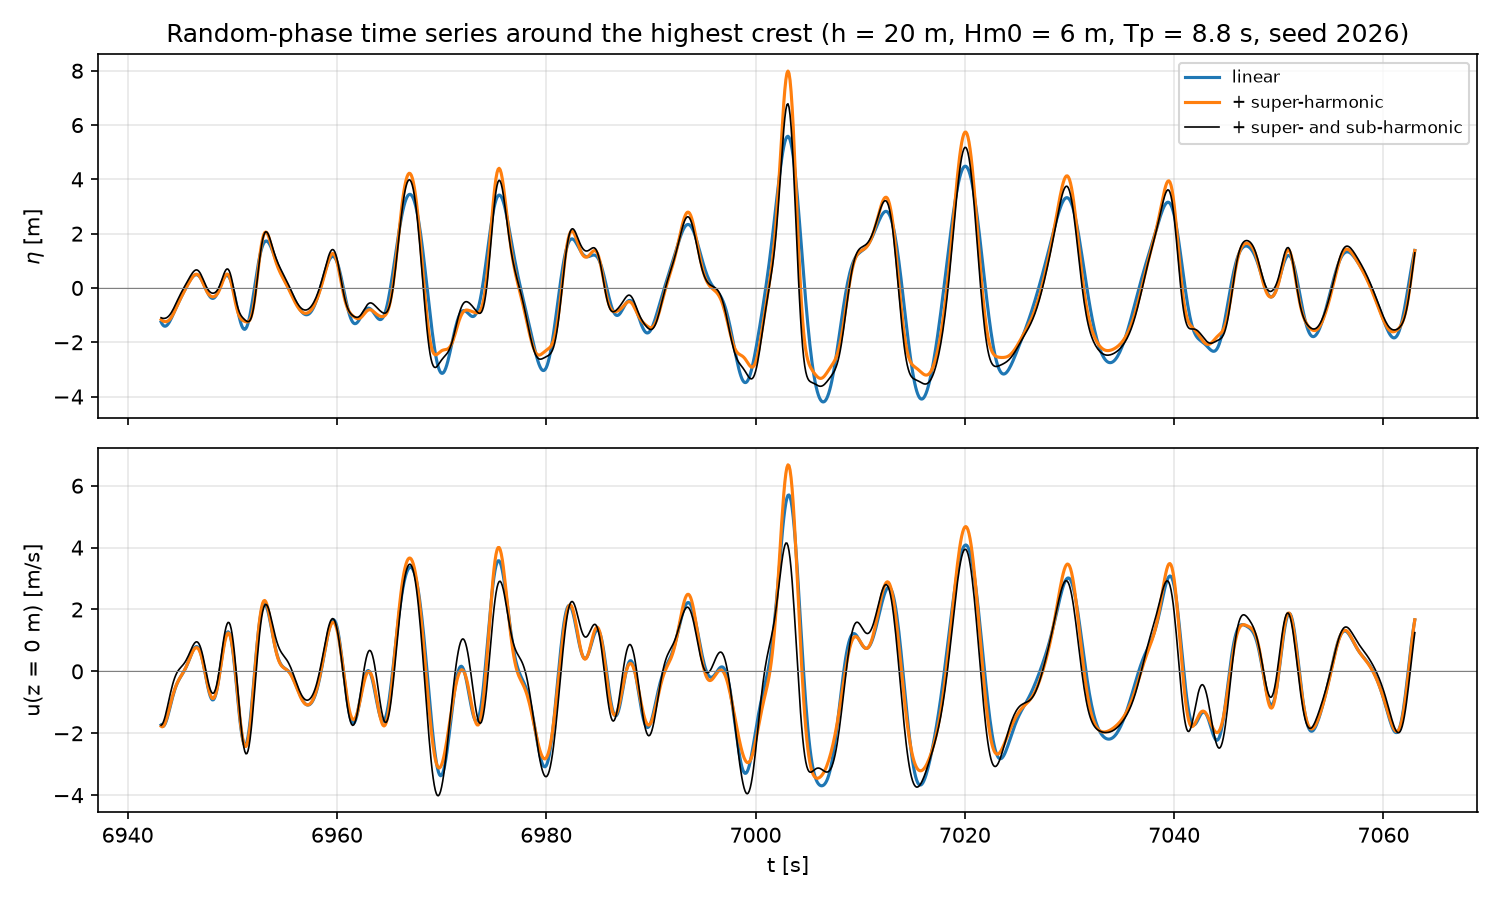 Random-phase time series around the highest crest (h = 20 m, Hm0 = 6 m, Tp = 8.8 s, seed 2026)
linear
+ super-harmonic
+ super- and sub-harmonic
η [m]
8
6
4
2
0
−2
−4
u(z = 0 m) [m/s]
6
4
2
0
−2
−4
6940 6960 6980 7000 7020 7040 7060
t [s]